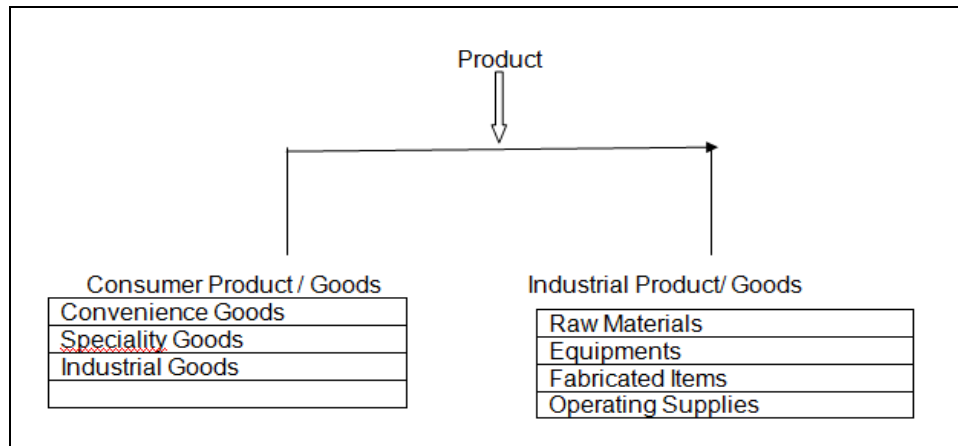 Product
Consumer Product / Goods
Convenience Goods
Speciality Goods
Industrial Goods
Industrial Product/ Goods
Raw Materials
Equipments
Fabricated Items
Operating Supplies